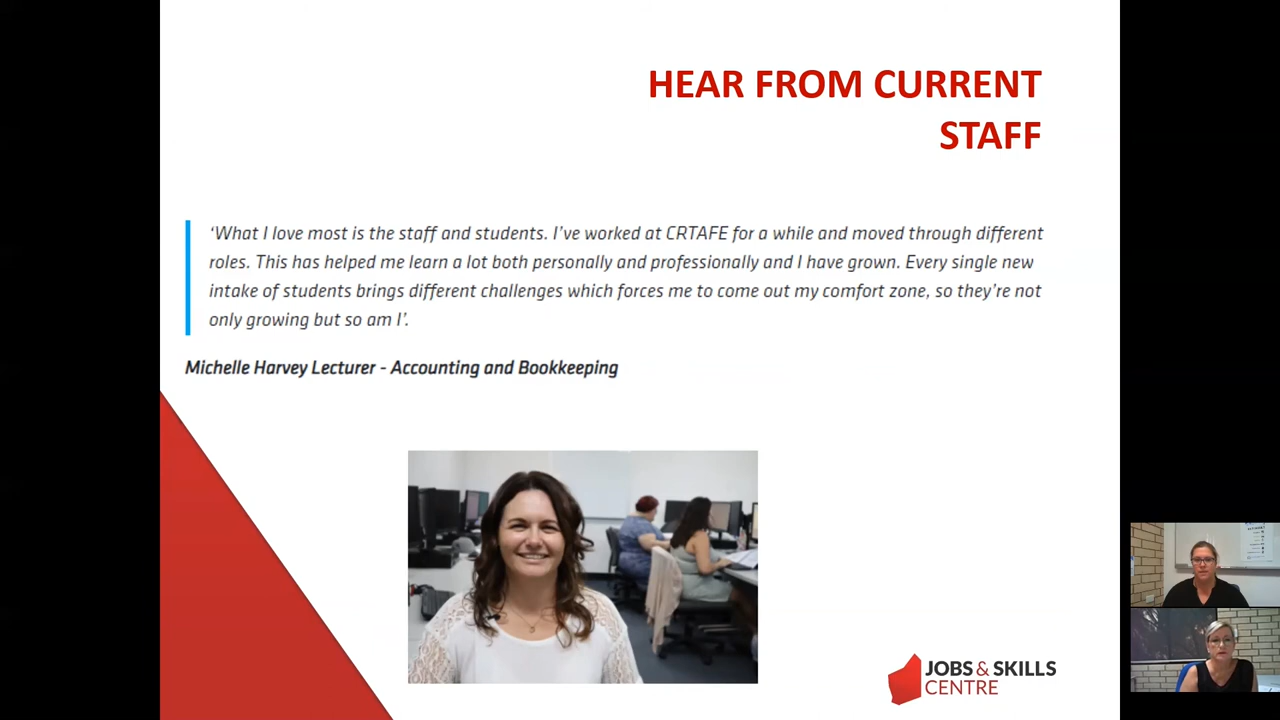 HEAR FROM CURRENT
STAFF
‘What I love most is the staff and students. I’ve worked at CRTAFE for a while and moved through different
roles. This has helped me learn a lot both personally and professionally and I have grown. Every single new
intake of students brings different challenges which forces me to come out my comfort zone, so they’re not
only growing but so am I’.
Michelle Harvey Lecturer - Accounting and Bookkeeping
JOBS & SKILLS
CENTRE